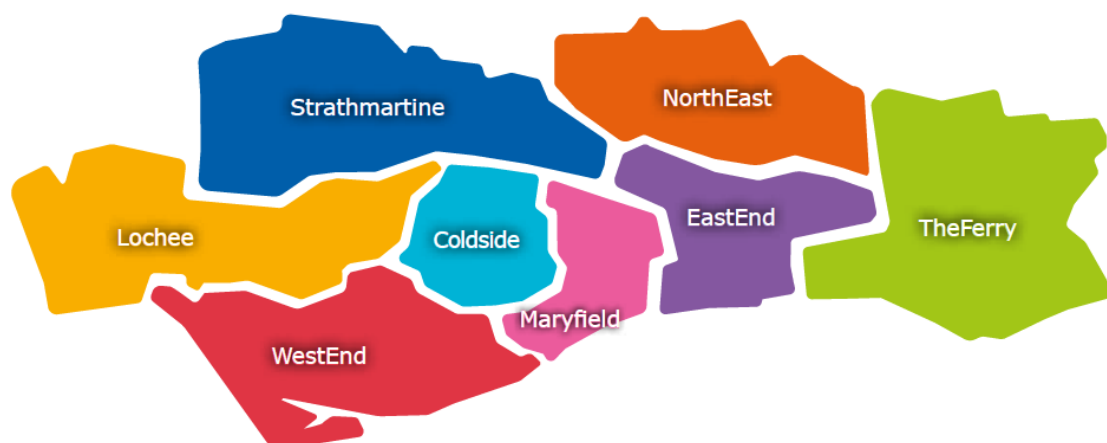 Strathmartine
NorthEast
Lochee
Coldside
EastEnd
TheFerry
Maryfield
WestEnd